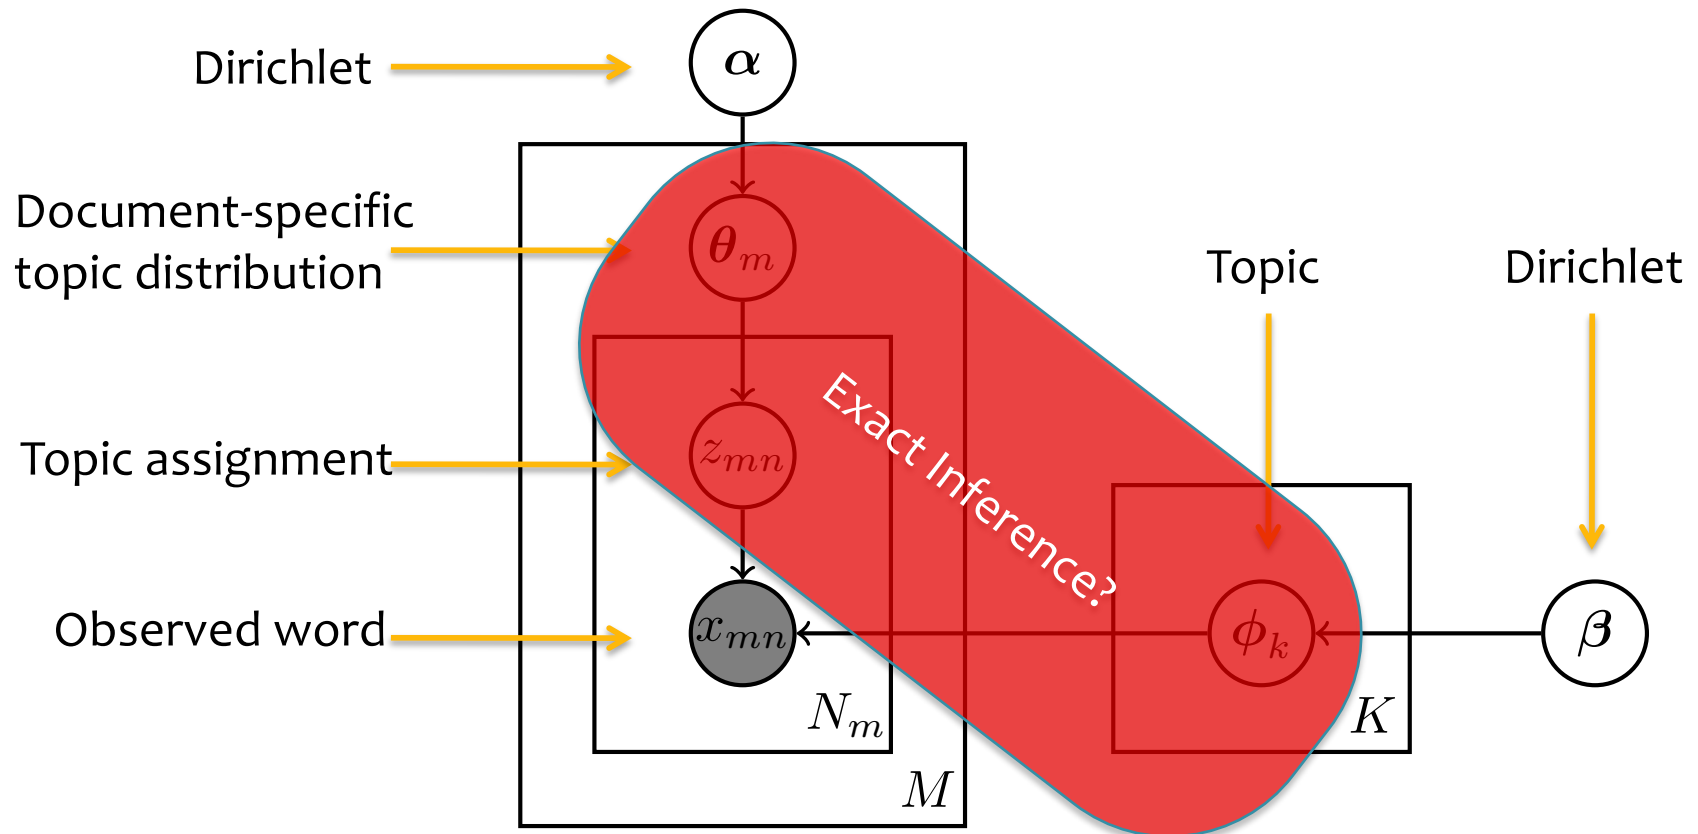 Dirichlet
α
Document-specific
topic distribution
θm
Topic
Dirichlet
Topic assignment
zmn
Exact Inference?
Observed word
xmn
ϕk
β
Nm
K
M